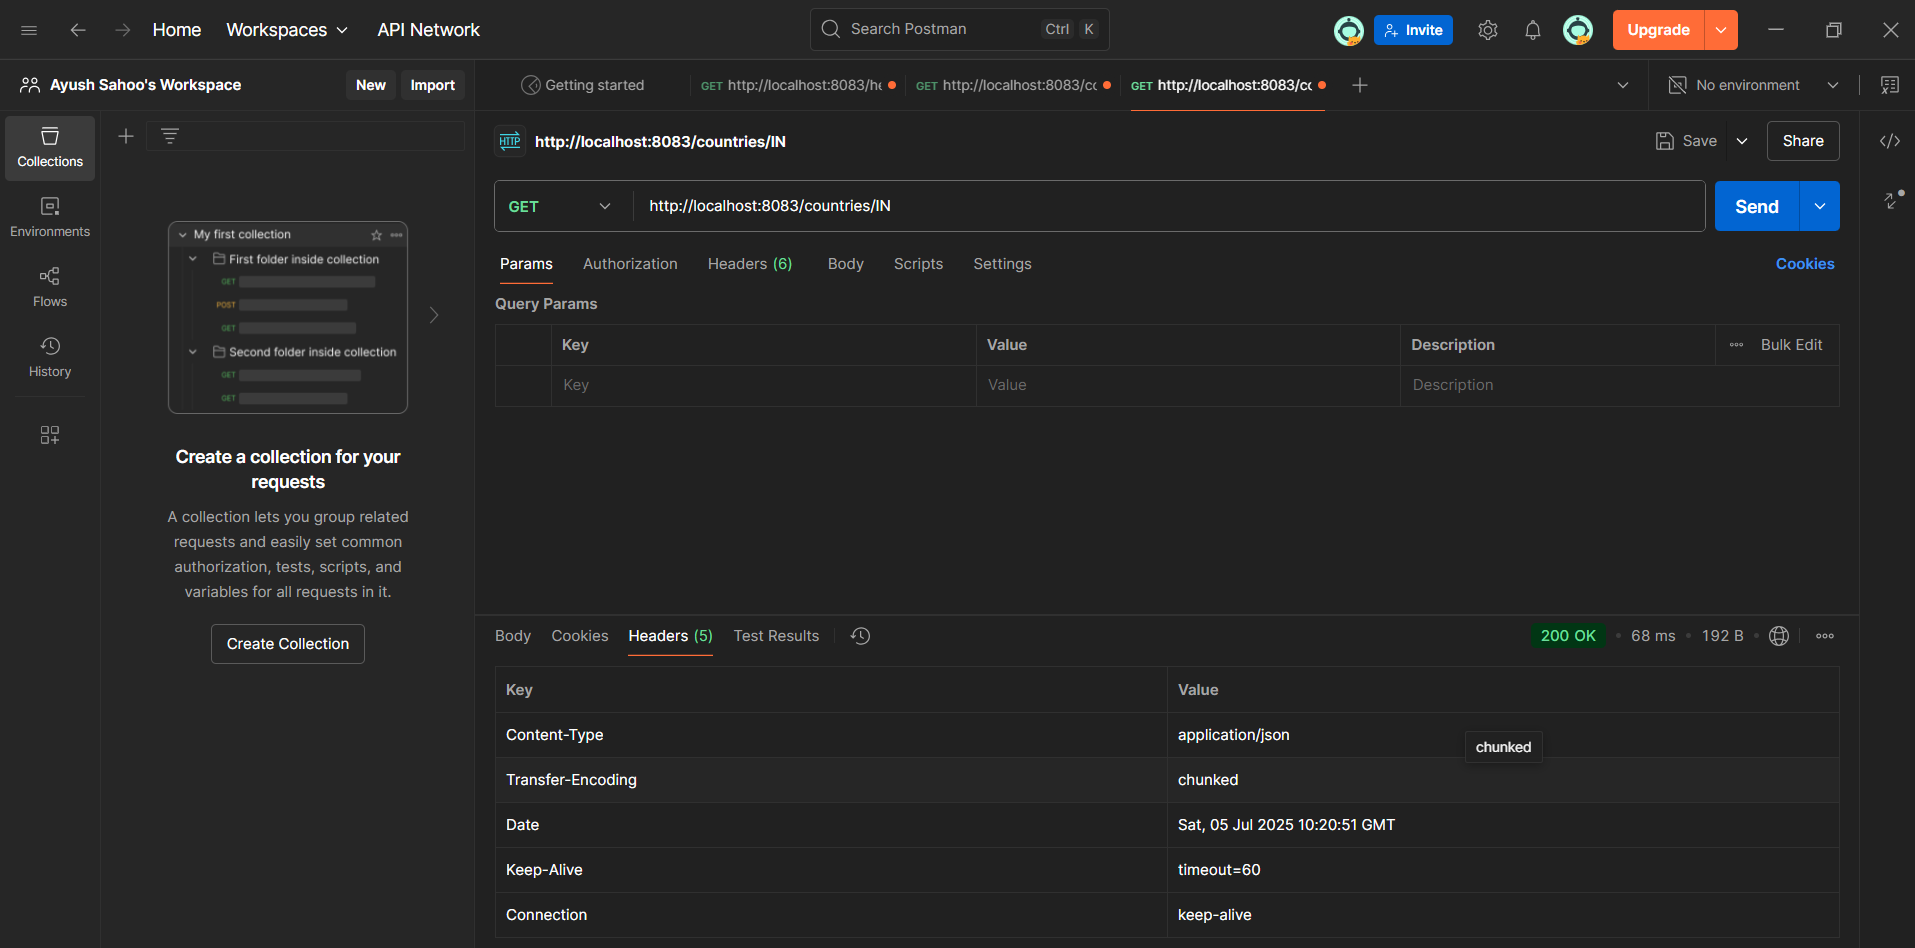 Home Workspaces API Network Search Postman Ctrl K Invite Upgrade
Ayush Sahoo's Workspace New Import Getting started GET http://localhost:8083/he GET http://localhost:8083/co GET http://localhost:8083/co No environment
Collections
Environments
Flows
History
My first collection
First folder inside collection
GET
POST
GET
Second folder inside collection
GET
GET
Create a collection for your
requests
A collection lets you group related
requests and easily set common
authorization, tests, scripts, and
variables for all requests in it.
Create Collection
HTTP http://localhost:8083/countries/IN Save Share
GET http://localhost:8083/countries/IN Send
Params Authorization Headers (6) Body Scripts Settings Cookies
Query Params
Key Value Description Bulk Edit
Key Value Description
Body Cookies Headers (5) Test Results 200 OK 68 ms 192 B
Key Value
Content-Type application/json
chunked
Transfer-Encoding chunked
Date Sat, 05 Jul 2025 10:20:51 GMT
Keep-Alive timeout=60
Connection keep-alive